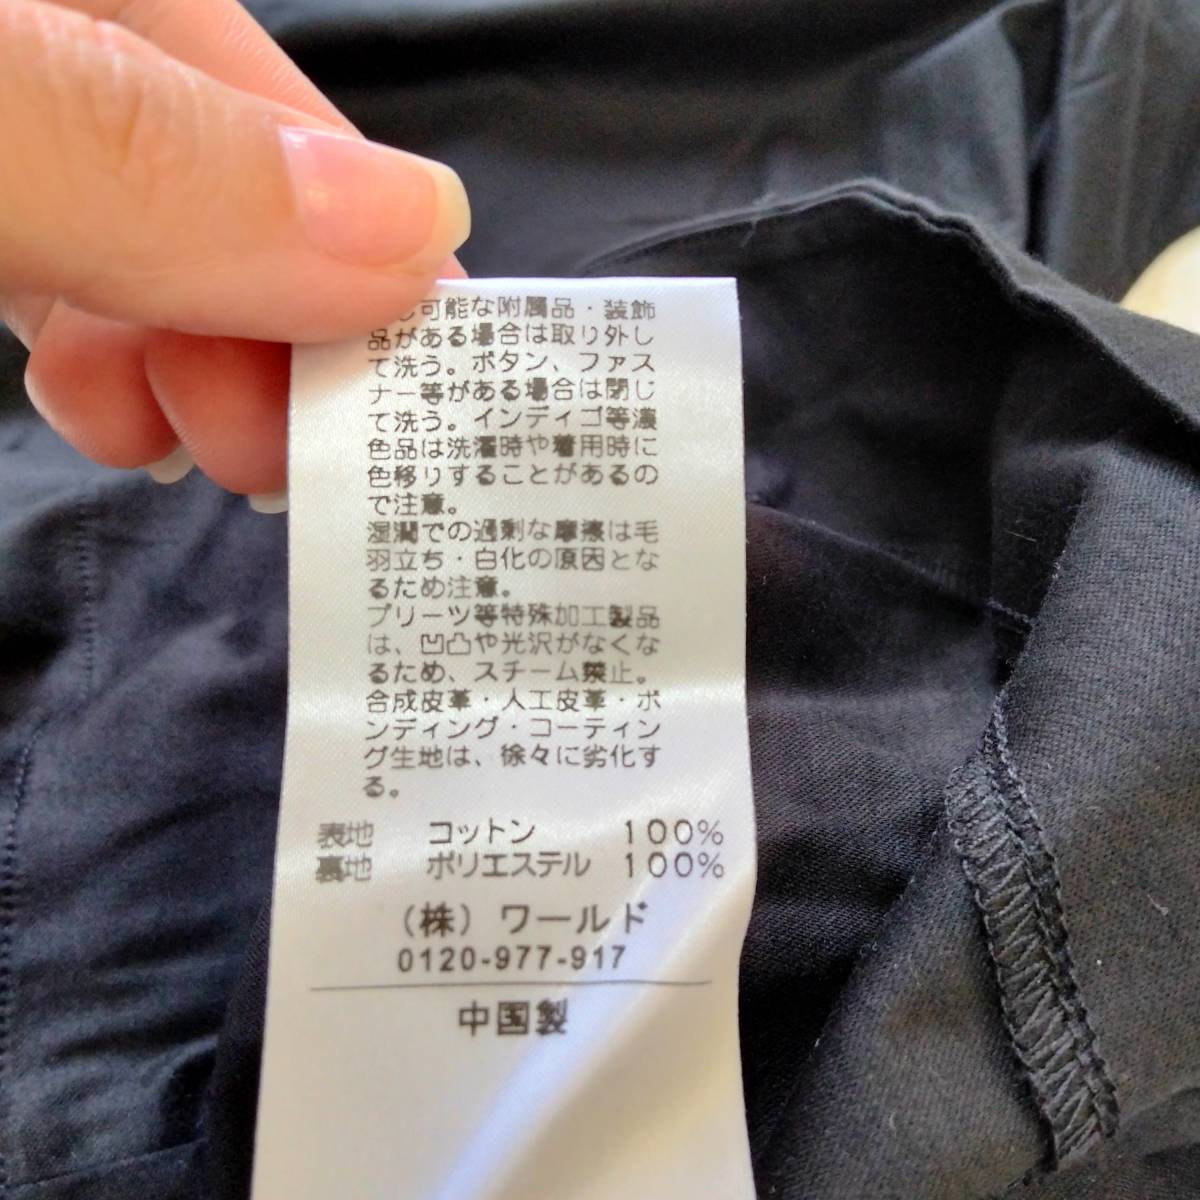 し可能な附属品・装飾
品がある場合は取り外し
て洗う。ボタン、ファス
ナー等がある場合は閉じ
て洗う。インディゴ等濃
色品は洗濯時や着用時に
色移りすることがあるの
で注意。
湿潤での過剰な摩擦は毛
羽立ち・白化の原因とな
るため注意。
プリーツ等特殊加工製品
は、凹凸や光沢がなくな
るため、スチーム禁止。
合成皮革・人工皮革・ボ
ンディング・コーティン
グ生地は、徐々に劣化す
る。
表地 コットン 100%
裏地 ポリエステル 100%
(株) ワールド
0120-977-917
中国製